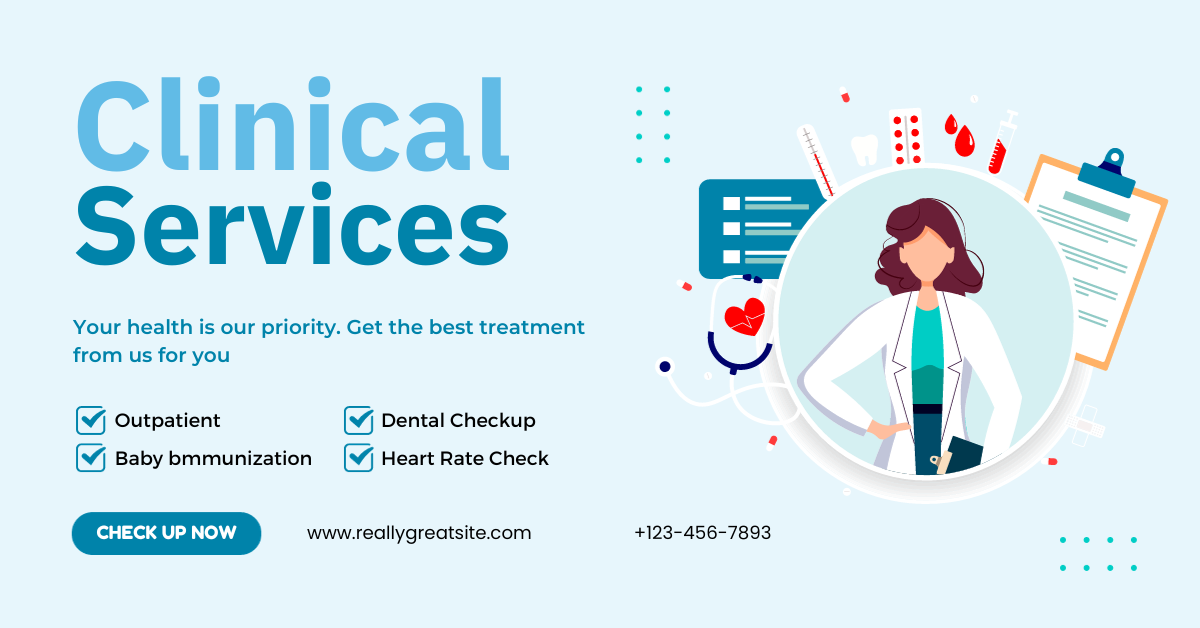 Clinical
Services
Your health is our priority. Get the best treatment
from us for you
Outpatient
Dental Checkup
Baby bmmunization
Heart Rate Check
CHECK UP NOW
www.reallygreatsite.com
+123-456-7893